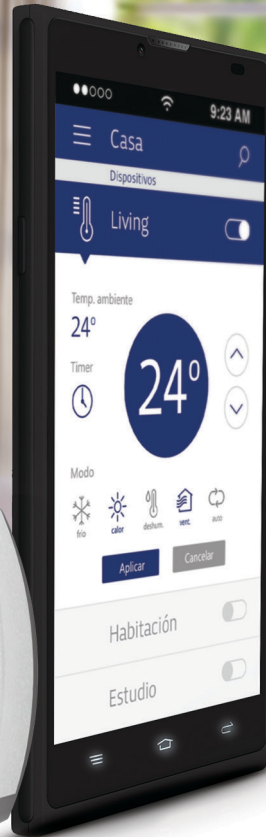 9:23 AM
Casa
Dispositivos
Living
Temp. ambiente
24°
Timer
24°
Modo
frío
calor
deshum.
vent.
auto
Aplicar
Cancelar
Habitación
Estudio